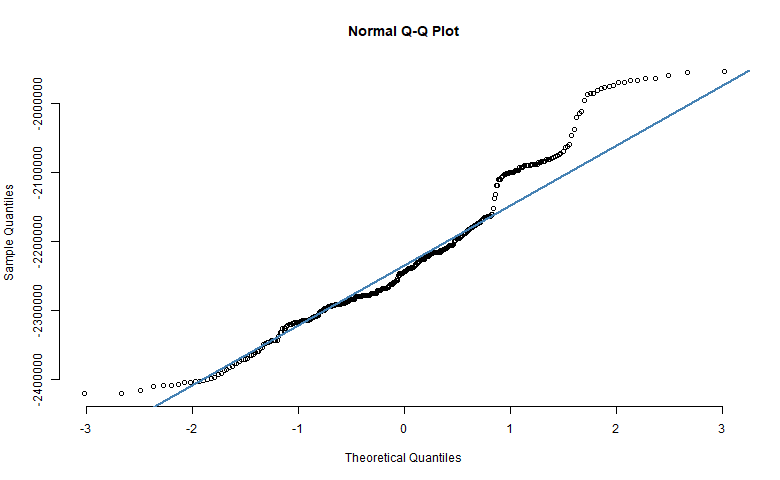 Normal Q-Q Plot
Sample Quantiles
-2000000
-2100000
-2200000
-2300000
-2400000
-3 -2 -1 0 1 2 3
Theoretical Quantiles